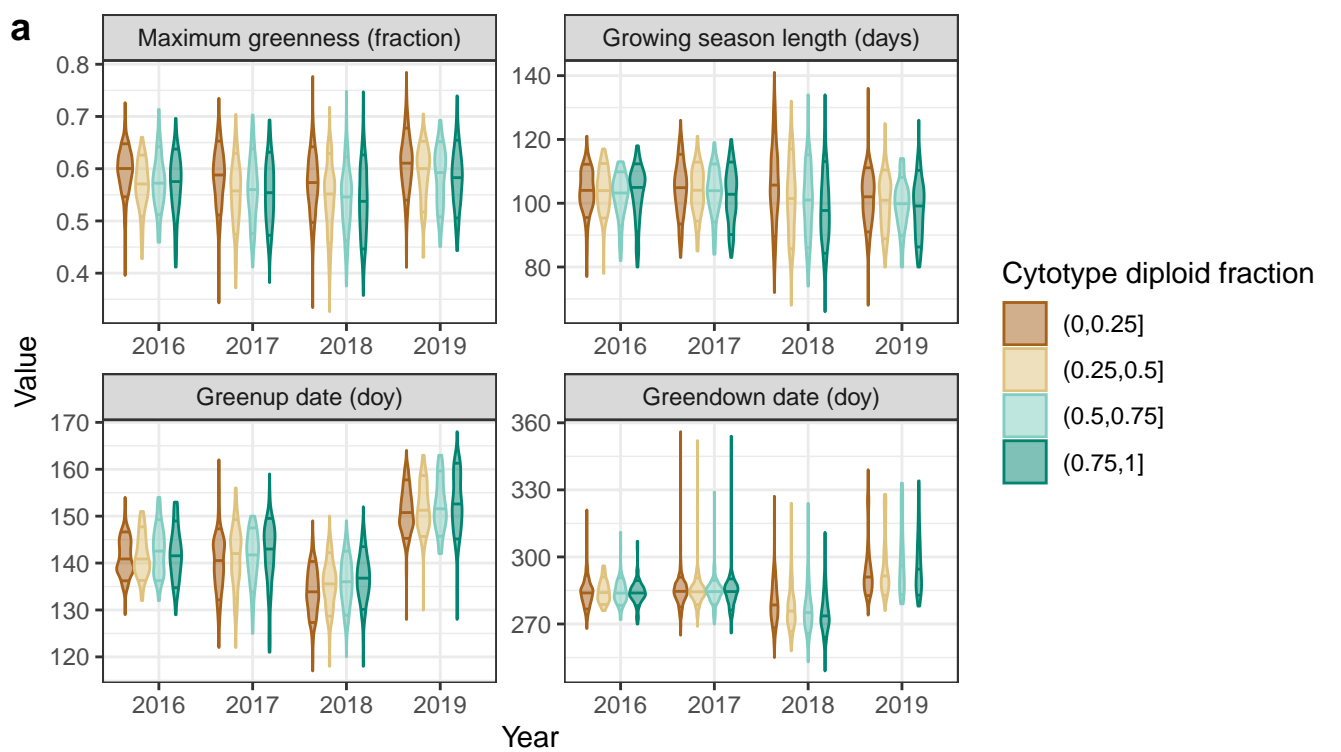 a
Maximum greenness (fraction)
Growing season length (days)
0.8
0.7
0.6
0.5
0.4
140
120
100
80
2016 2017 2018 2019
2016 2017 2018 2019
Value
Greenup date (doy)
Greendown date (doy)
170
160
150
140
130
120
360
330
300
270
2016 2017 2018 2019
2016 2017 2018 2019
Year
Cytotype diploid fraction
(0,0.25]
(0.25,0.5]
(0.5,0.75]
(0.75,1]